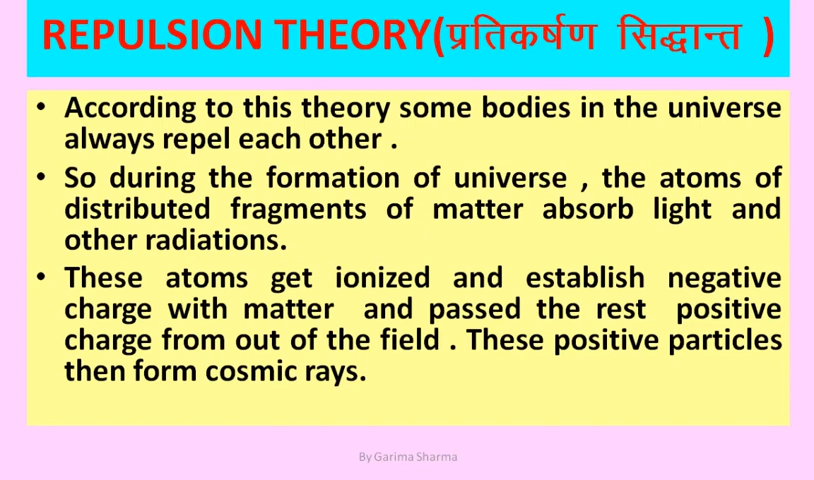 REPULSION THEORY(प्रतिकर्षण सिद्धान्त )
• According to this theory some bodies in the universe
always repel each other .
• So during the formation of universe , the atoms of
distributed fragments of matter absorb light and
other radiations.
• These atoms get ionized and establish negative
charge with matter and passed the rest positive
charge from out of the field . These positive particles
then form cosmic rays.
By Garima Sharma